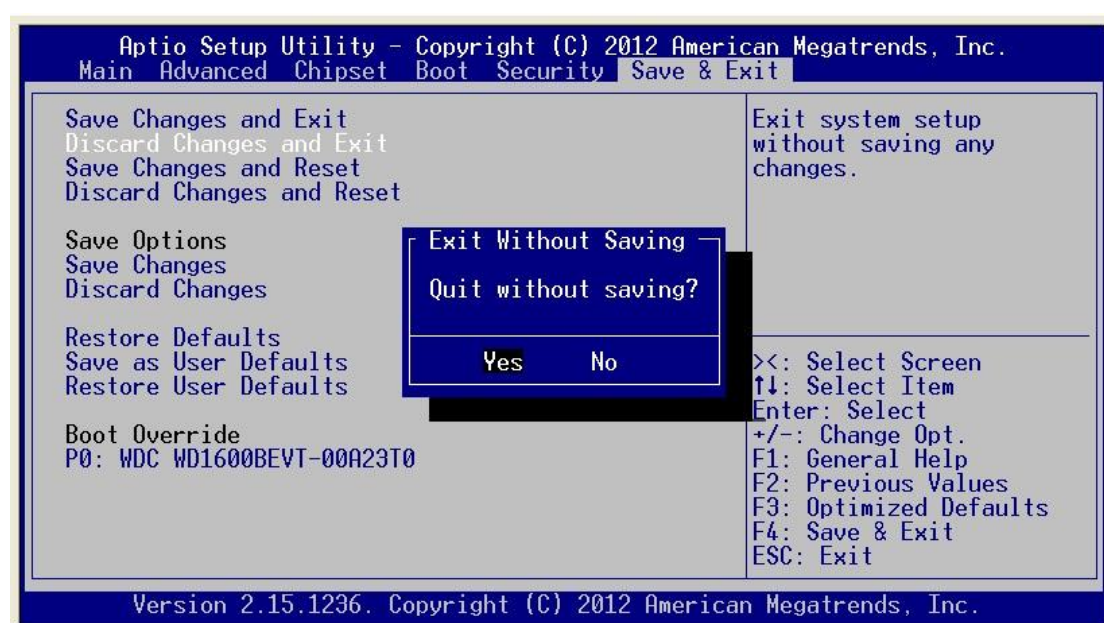 Aptio Setup Utility – Copyright (C) 2012 American Megatrends, Inc.
Main Advanced Chipset Boot Security Save & Exit
Save Changes and Exit
Discard Changes and Exit
Save Changes and Reset
Discard Changes and Reset
Save Options
Save Changes
Discard Changes
Restore Defaults
Save as User Defaults
Restore User Defaults
Boot Override
P0: WDC WD1600BEVT-00A23T0
Exit Without Saving
Quit without saving?
Yes No
Exit system setup
without saving any
changes.
><: Select Screen
↑↓: Select Item
Enter: Select
+/-: Change Opt.
F1: General Help
F2: Previous Values
F3: Optimized Defaults
F4: Save & Exit
ESC: Exit
Version 2.15.1236. Copyright (C) 2012 American Megatrends, Inc.